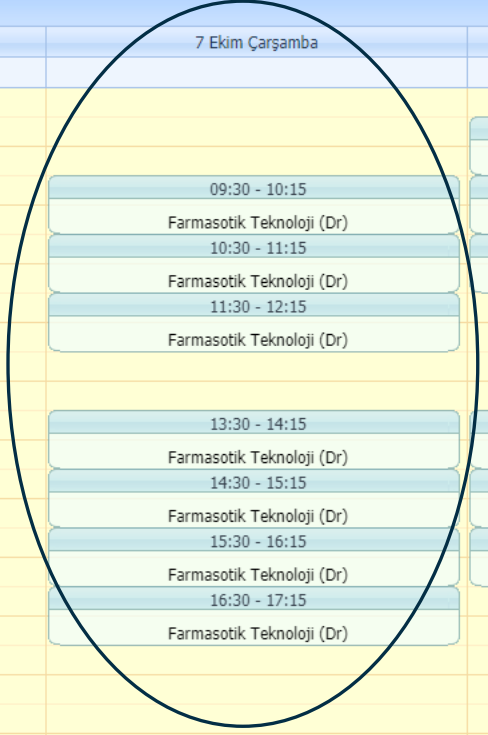 7 Ekim Çarşamba
09:30 - 10:15
Farmasotik Teknoloji (Dr)
10:30 - 11:15
Farmasotik Teknoloji (Dr)
11:30 - 12:15
Farmasotik Teknoloji (Dr)
13:30 - 14:15
Farmasotik Teknoloji (Dr)
14:30 - 15:15
Farmasotik Teknoloji (Dr)
15:30 - 16:15
Farmasotik Teknoloji (Dr)
16:30 - 17:15
Farmasotik Teknoloji (Dr)